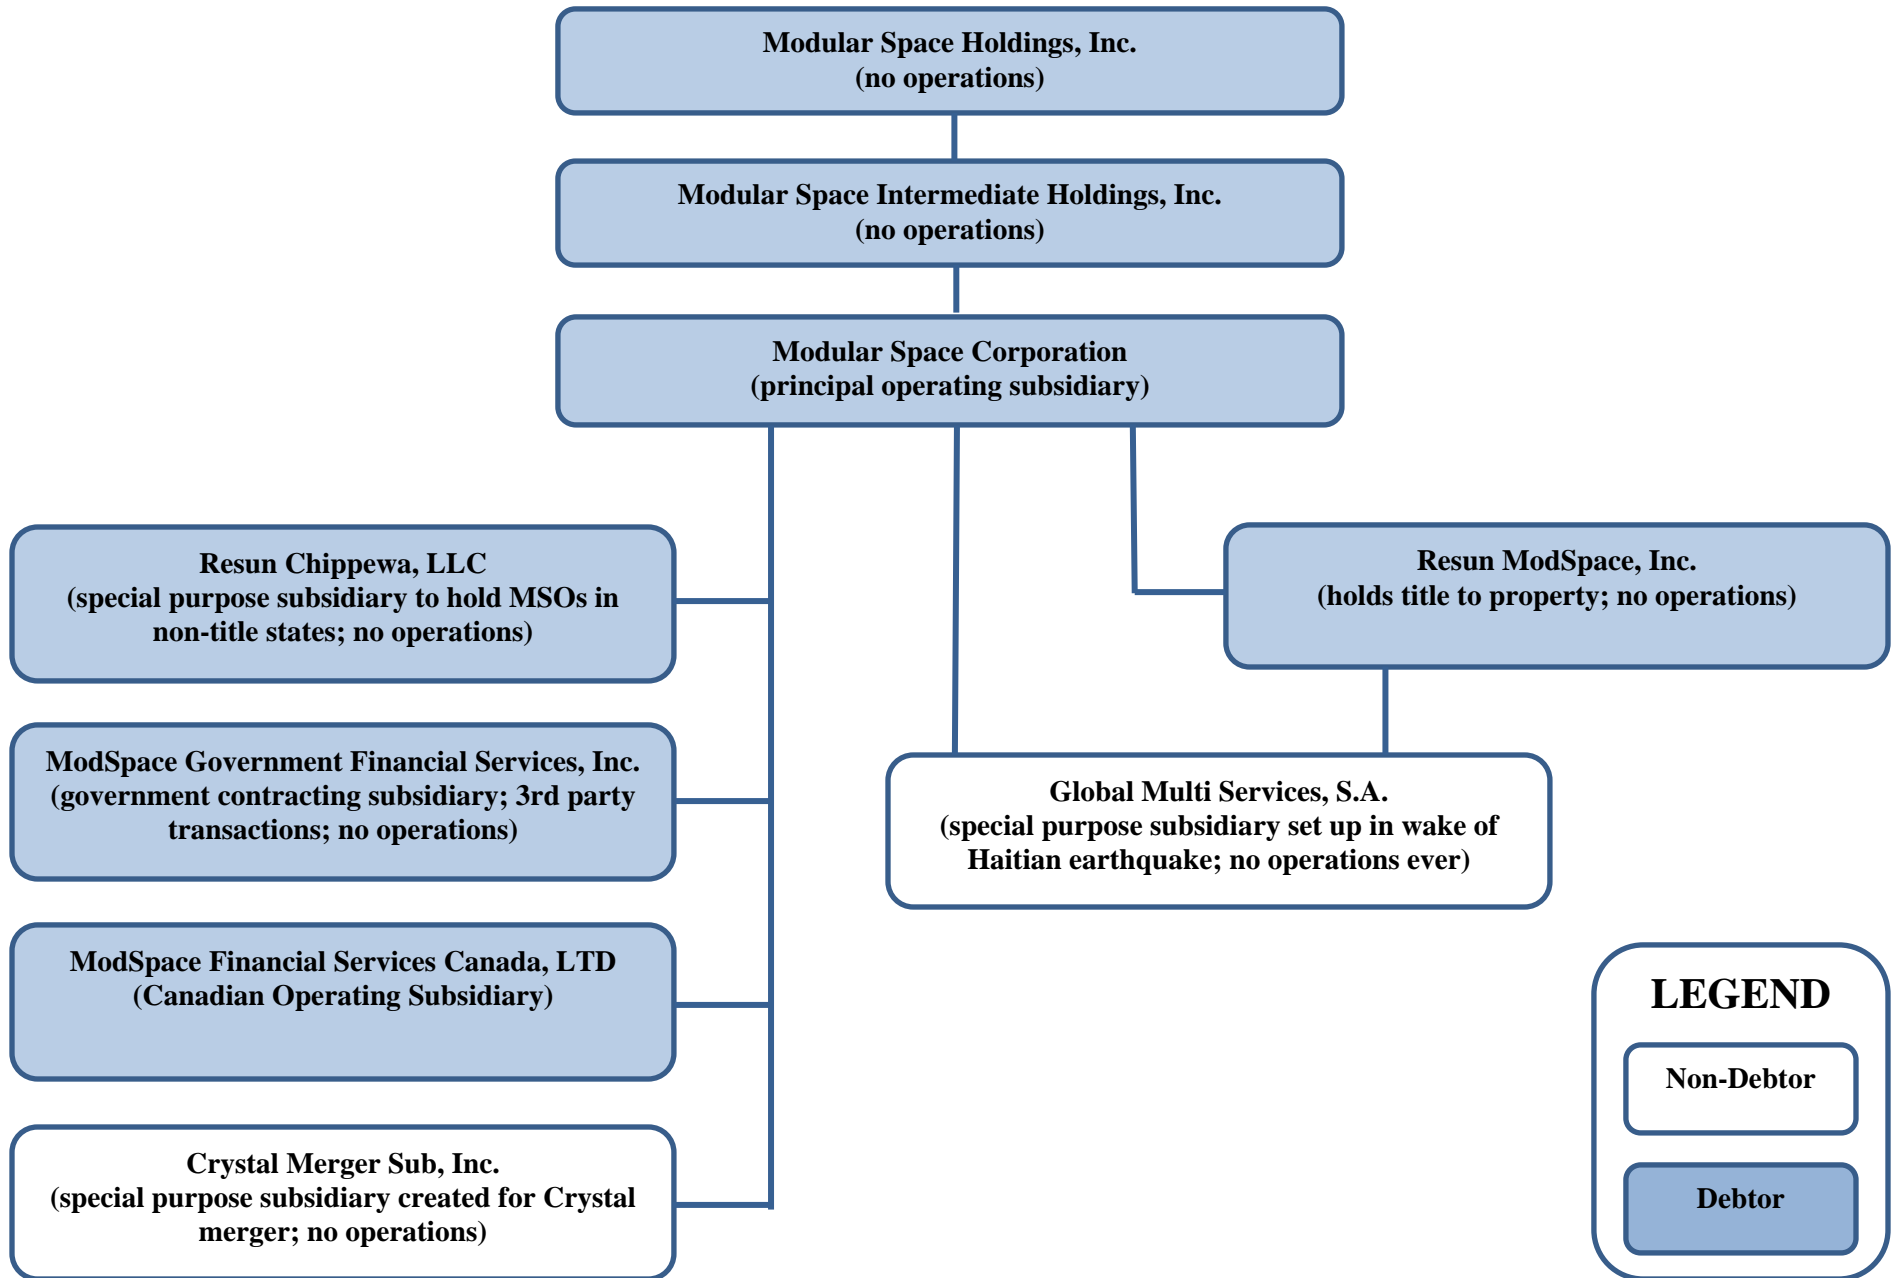 Modular Space Holdings, Inc.
(no operations)
Modular Space Intermediate Holdings, Inc.
(no operations)
Modular Space Corporation
(principal operating subsidiary)
Resun Chippewa, LLC
(special purpose subsidiary to hold MSOs in
non-title states; no operations)
Resun ModSpace, Inc.
(holds title to property; no operations)
ModSpace Government Financial Services, Inc.
(government contracting subsidiary; 3rd party
transactions; no operations)
Global Multi Services, S.A.
(special purpose subsidiary set up in wake of
Haitian earthquake; no operations ever)
ModSpace Financial Services Canada, LTD
(Canadian Operating Subsidiary)
Crystal Merger Sub, Inc.
(special purpose subsidiary created for Crystal
merger; no operations)
LEGEND
Non-Debtor
Debtor